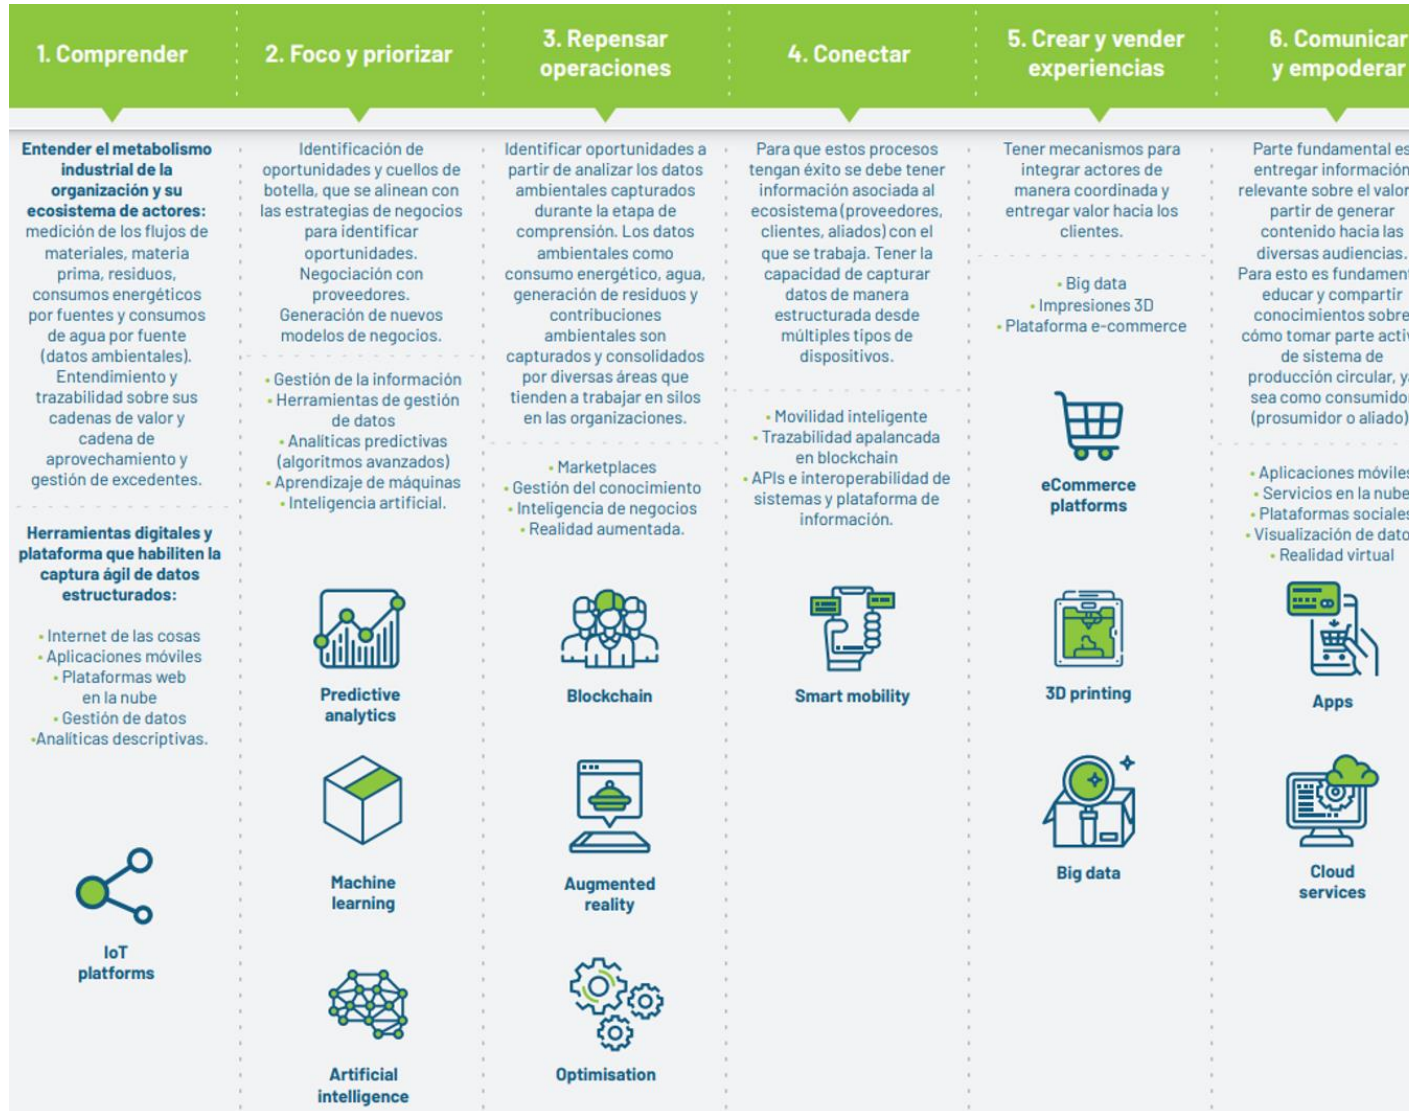 1. Comprender
Entender el metabolismo
industrial de la
organización y su
ecosistema de actores:
medición de los flujos de
materiales, materia
prima, residuos,
consumos energéticos
por fuentes y consumos
de agua por fuente
(datos ambientales).
Entendimiento y
trazabilidad sobre sus
cadenas de valor y
cadena de
aprovechamiento y
gestión de excedentes.
Herramientas digitales y
plataforma que habiliten la
captura ágil de datos
estructurados:
• Internet de las cosas
• Aplicaciones móviles
• Plataformas web
en la nube
• Gestión de datos
•Analíticas descriptivas.
IoT
platforms
2. Foco y priorizar
Identificación de
oportunidades y cuellos de
botella, que se alinean con
las estrategias de negocios
para identificar
oportunidades.
Negociación con
proveedores.
Generación de nuevos
modelos de negocios.
• Gestión de la información
• Herramientas de gestión
de datos
• Analíticas predictivas
(algoritmos avanzados)
• Aprendizaje de máquinas
• Inteligencia artificial.
Predictive
analytics
Machine
learning
Artificial
intelligence
3. Repensar
operaciones
Identificar oportunidades a
partir de analizar los datos
ambientales capturados
durante la etapa de
comprensión. Los datos
ambientales como
consumo energético, agua,
generación de residuos y
contribuciones
ambientales son
capturados y consolidados
por diversas áreas que
tienden a trabajar en silos
en las organizaciones.
• Marketplaces
• Gestión del conocimiento
• Inteligencia de negocios
• Realidad aumentada.
Blockchain
Augmented
reality
Optimisation
4. Conectar
Para que estos procesos
tengan éxito se debe tener
información asociada al
ecosistema (proveedores,
clientes, aliados) con el
que se trabaja. Tener la
capacidad de capturar
datos de manera
estructurada desde
múltiples tipos de
dispositivos.
• Movilidad inteligente
• Trazabilidad apalancada
en blockchain
• APIs e interoperabilidad de
sistemas y plataforma de
información.
Smart mobility
5. Crear y vender
experiencias
Tener mecanismos para
integrar actores de
manera coordinada y
entregar valor hacia los
clientes.
• Big data
• Impresiones 3D
• Plataforma e-commerce
eCommerce
platforms
3D printing
Big data
6. Comunicar
y empoderar
Parte fundamental es
entregar información
relevante sobre el valor
partir de generar
contenido hacia las
diversas audiencias.
Para esto es
educar y compartir
conocimientos sobre
cómo tomar parte
de sistema de
producción circular,
sea como consumidor
(prosumidor o aliado)
• Aplicaciones móviles
• Servicios en la nube
• Plataformas sociales
• Visualización de
• Realidad virtual
Apps
Cloud
services